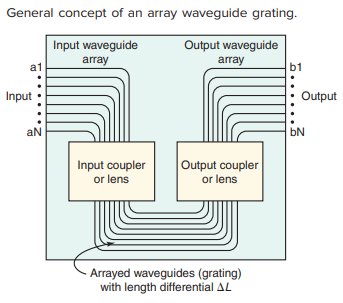 General concept of an array waveguide grating.
Input waveguide
array
Output waveguide
array
a1
b1
Input
Output
aN
bN
Input coupler
or lens
Output coupler
or lens
Arrayed waveguides (grating)
with length differential ΔL